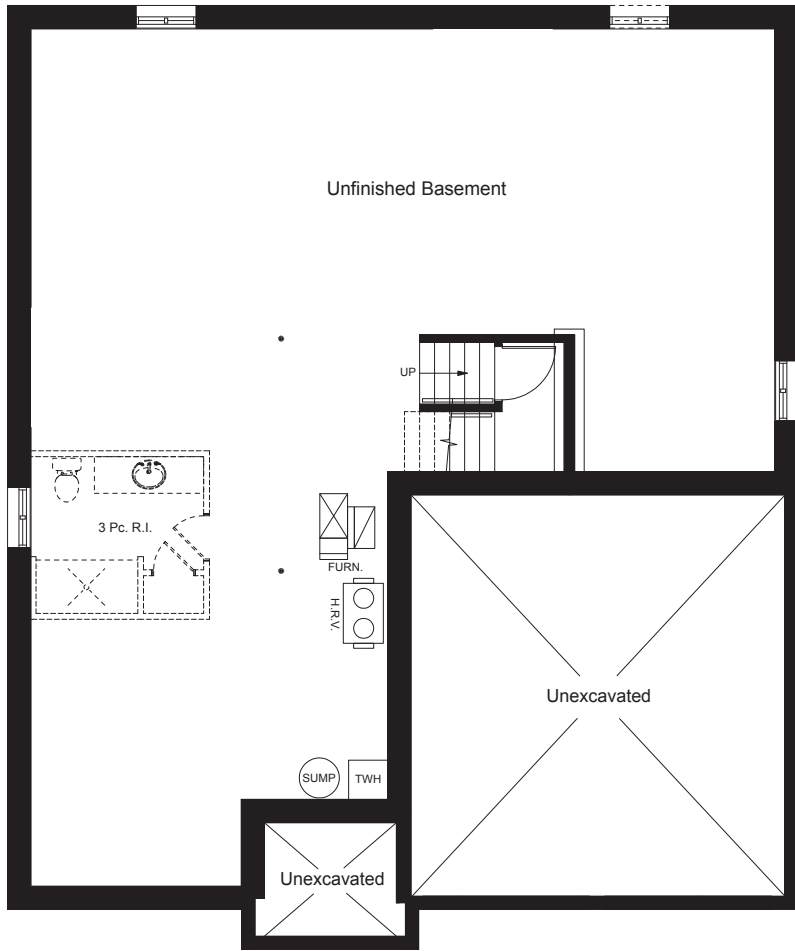 Unfinished Basement
UP
3 Pc. R.I.
FURN.
H.R.V.
Unexcavated
SUMP
TWH
Unexcavated